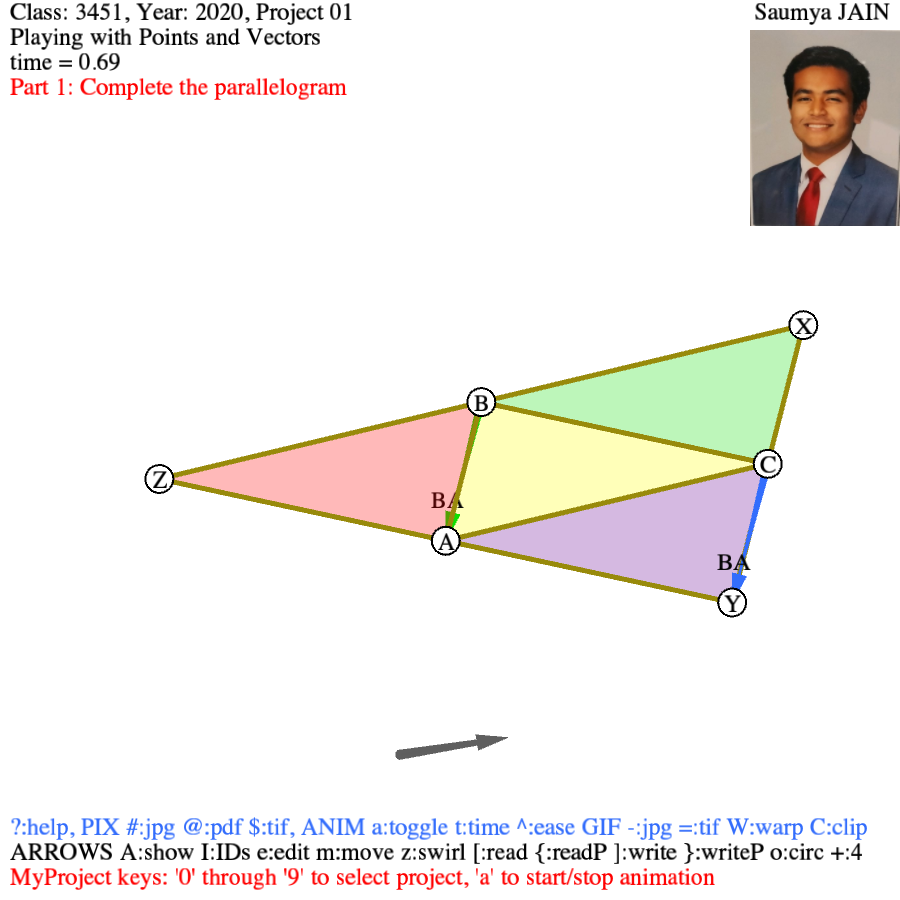 Class: 3451, Year: 2020, Project 01
Saumya JAIN
Playing with Points and Vectors
time = 0.69
Part 1: Complete the parallelogram
X
B
C
Z
BA
A
BA
Y
?:help, PIX #:jpg @:pdf $:tif, ANIM a:toggle t:time ^:ease GIF -:jpg =:tif W:warp C:clip
ARROWS A:show I:IDs e:edit m:move z:swirl [:read {:readP ]:write }:writeP o:circ +:4
MyProject keys: '0' through '9' to select project, 'a' to start/stop animation